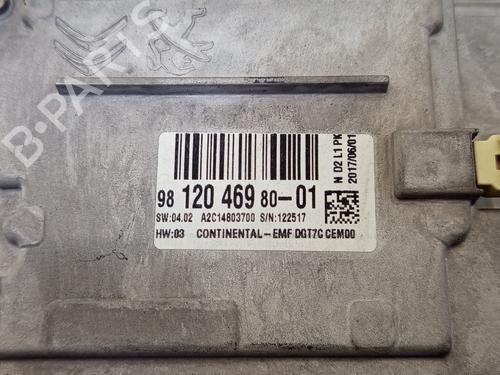 B-PARTS
98 120 469 80-01
SW:04.02 A2C14803700 S/N:122517
HW:03 CONTINENTAL-EMF DGT7C CEM00
N D2 L1 PK
2017/06/01